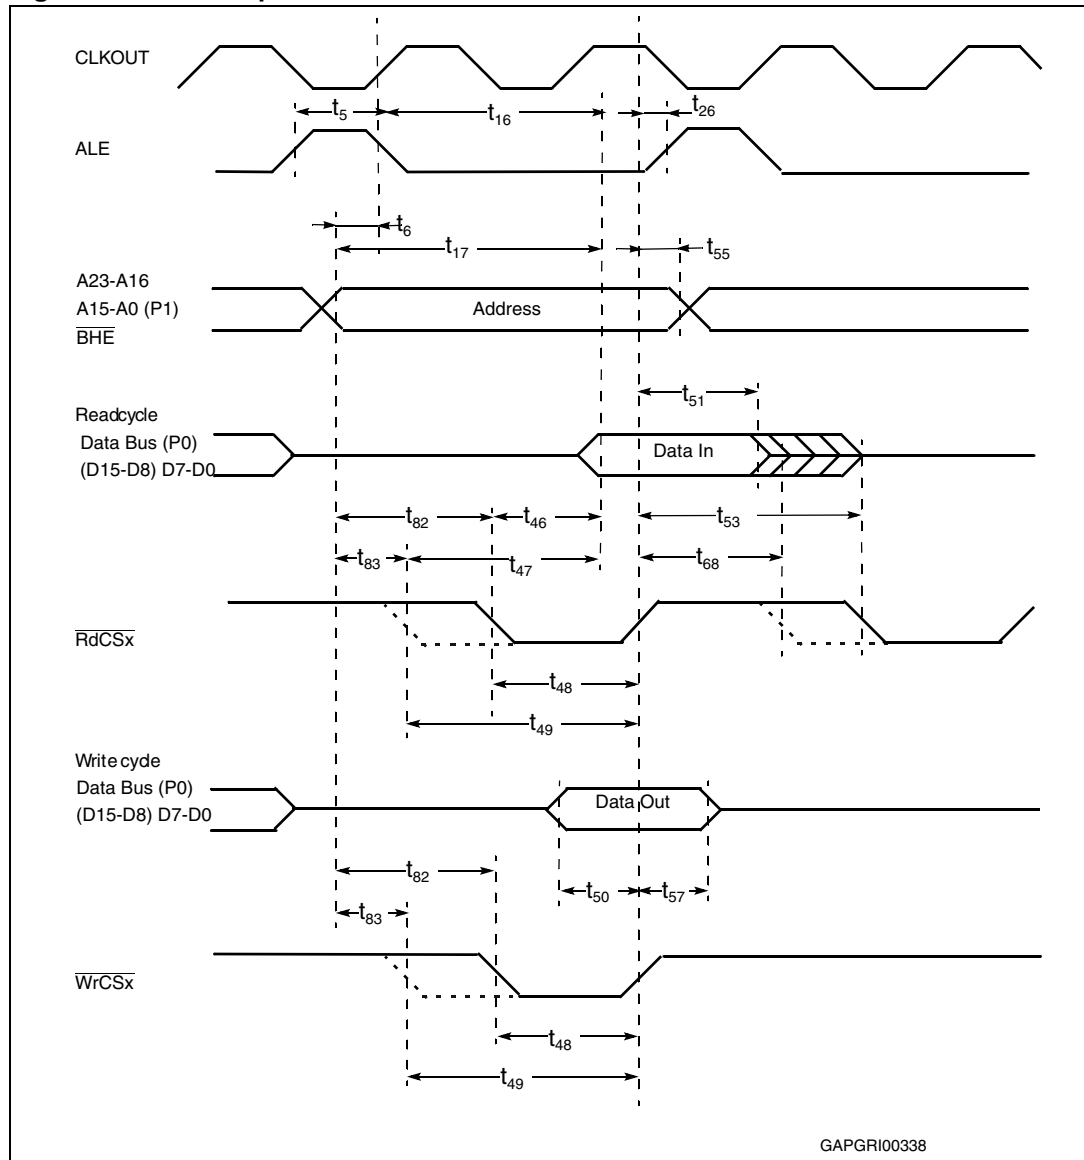 CLKOUT
t5
t16
t26
ALE
t6
t17
t55
A23-A16
A15-A0 (P1)
Address
BHE
t51
Readcycle
Data Bus (P0)
Data In
(D15-D8) D7-D0
t82
t46
t53
t83
t47
t68
RdCSx
t48
t49
Write cycle
Data Bus (P0)
Data Out
(D15-D8) D7-D0
t82
t50
t57
t83
WrCSx
t48
t49
GAPGRI00338